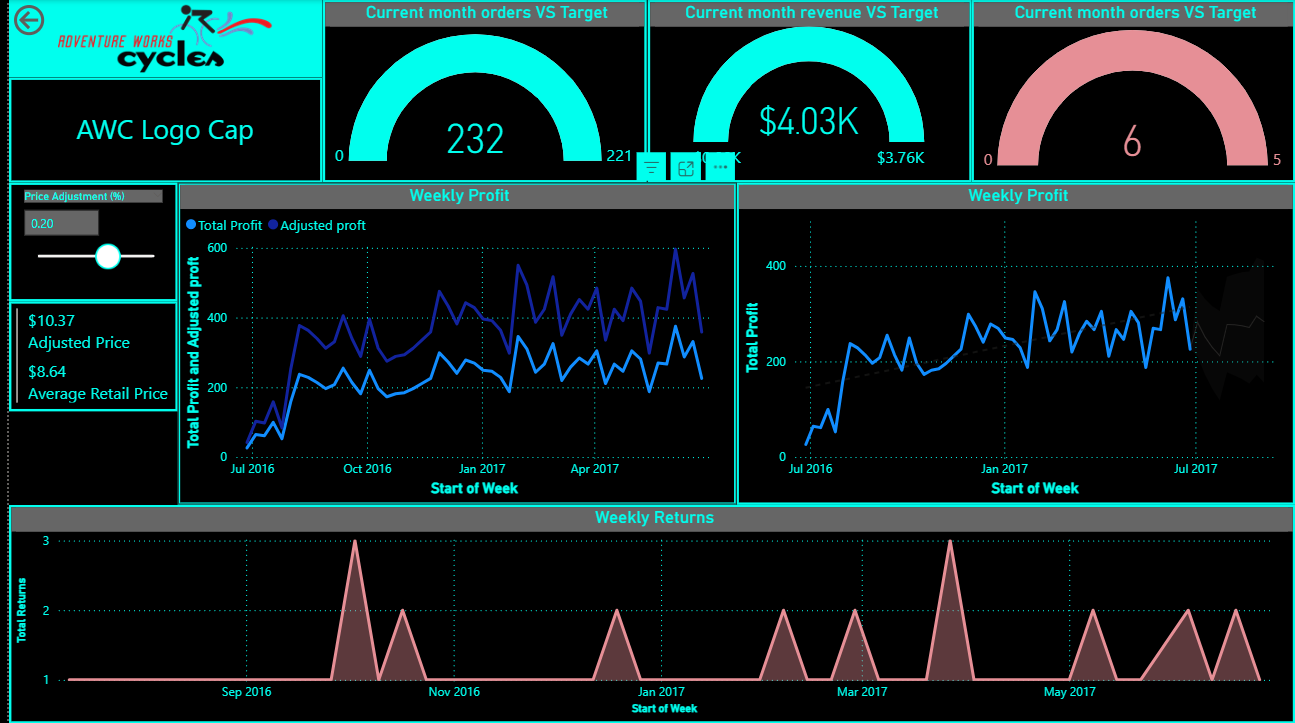 ADVENTURE WORKS
cycles
AWC Logo Cap
Current month orders VS Target
232
0
221
Current month revenue VS Target
$4.03K
$3.76K
Current month orders VS Target
6
0
5
Price Adjustment (%)
0.20
$10.37
Adjusted Price
$8.64
Average Retail Price
Weekly Profit
Total Profit
Adjusted proft
Total Profit and Adjusted proft
600
400
200
0
Jul 2016
Oct 2016
Jan 2017
Apr 2017
Start of Week
Weekly Profit
Total Profit
400
200
0
Jul 2016
Jan 2017
Jul 2017
Start of Week
Weekly Returns
Total Returns
3
2
1
Sep 2016
Nov 2016
Jan 2017
Mar 2017
May 2017
Start of Week